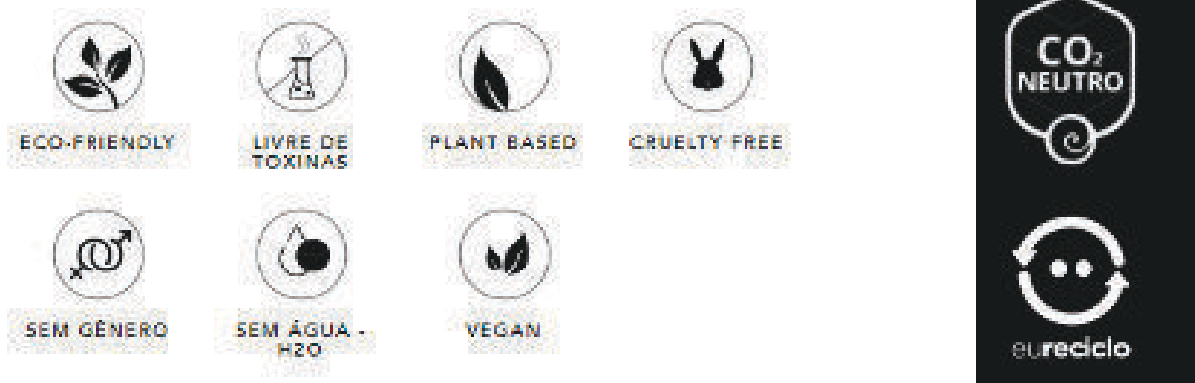 ECO-FRIENDLY
LIVRE DE
TOXINAS
PLANT BASED
CRUELTY FREE
SEM GÊNERO
SEM ÁGUA -
H2O
VEGAN
CO₂
NEUTRO
eureciclo